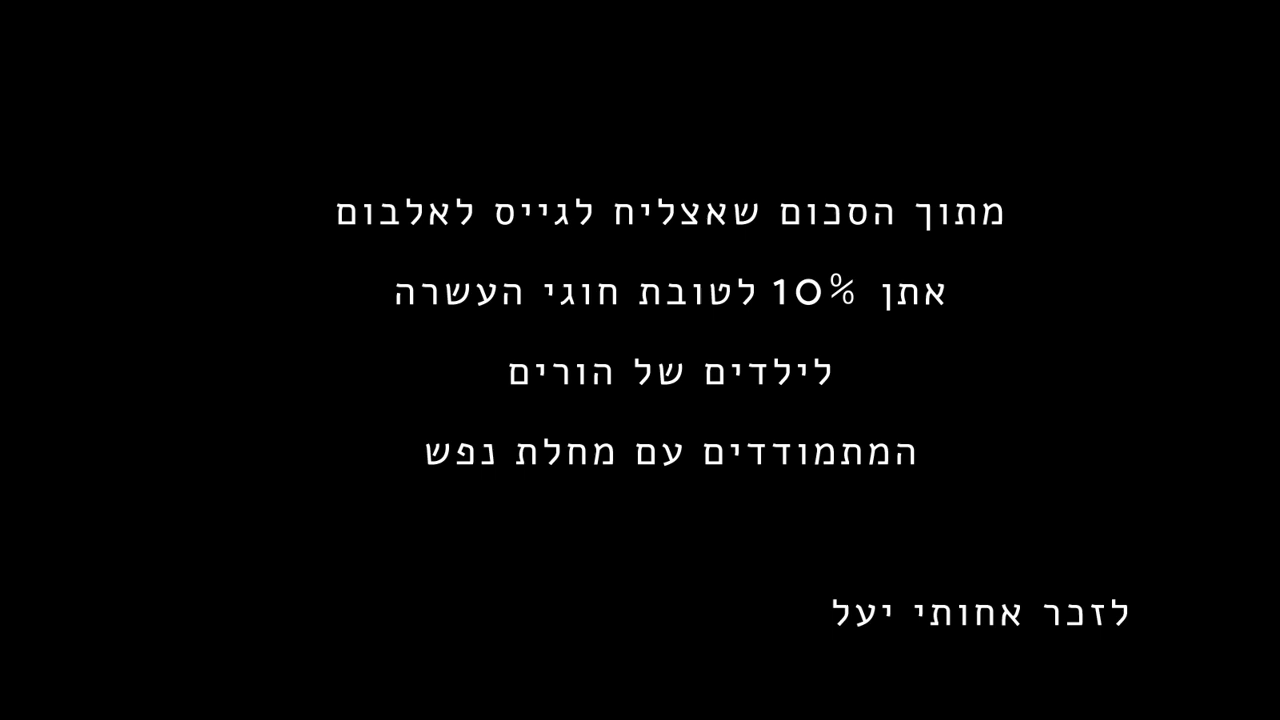 מתוך הסכום שאצליח לגייס לאלבום
אתן 10% לטובת חוגי העשרה
לילדים של הורים
המתמודדים עם מחלת נפש
לזכר אחותי יעל